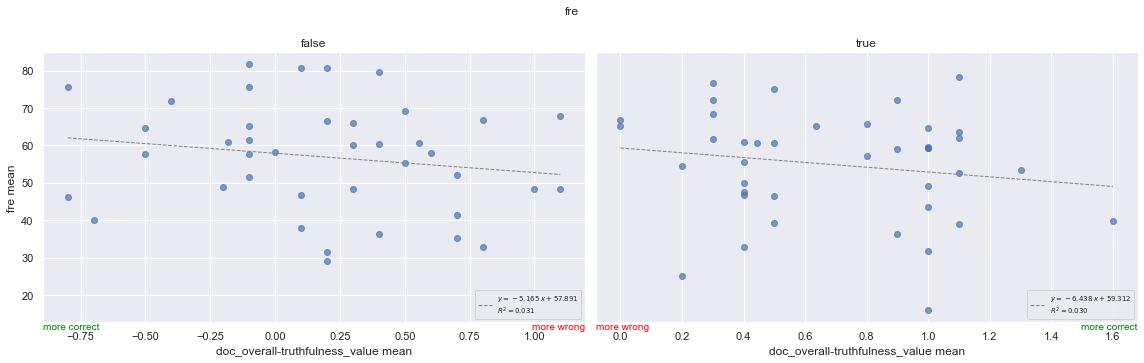 fre
false
true
fre mean
80
70
60
50
40
30
20
y = −5.165 x + 57.891
R² = 0.031
y = −6.438 x + 59.312
R² = 0.030
more correct
more wrong
more wrong
more correct
−0.75 −0.50 −0.25 0.00 0.25 0.50 0.75 1.00
0.0 0.2 0.4 0.6 0.8 1.0 1.2 1.4 1.6
doc_overall-truthfulness_value mean
doc_overall-truthfulness_value mean